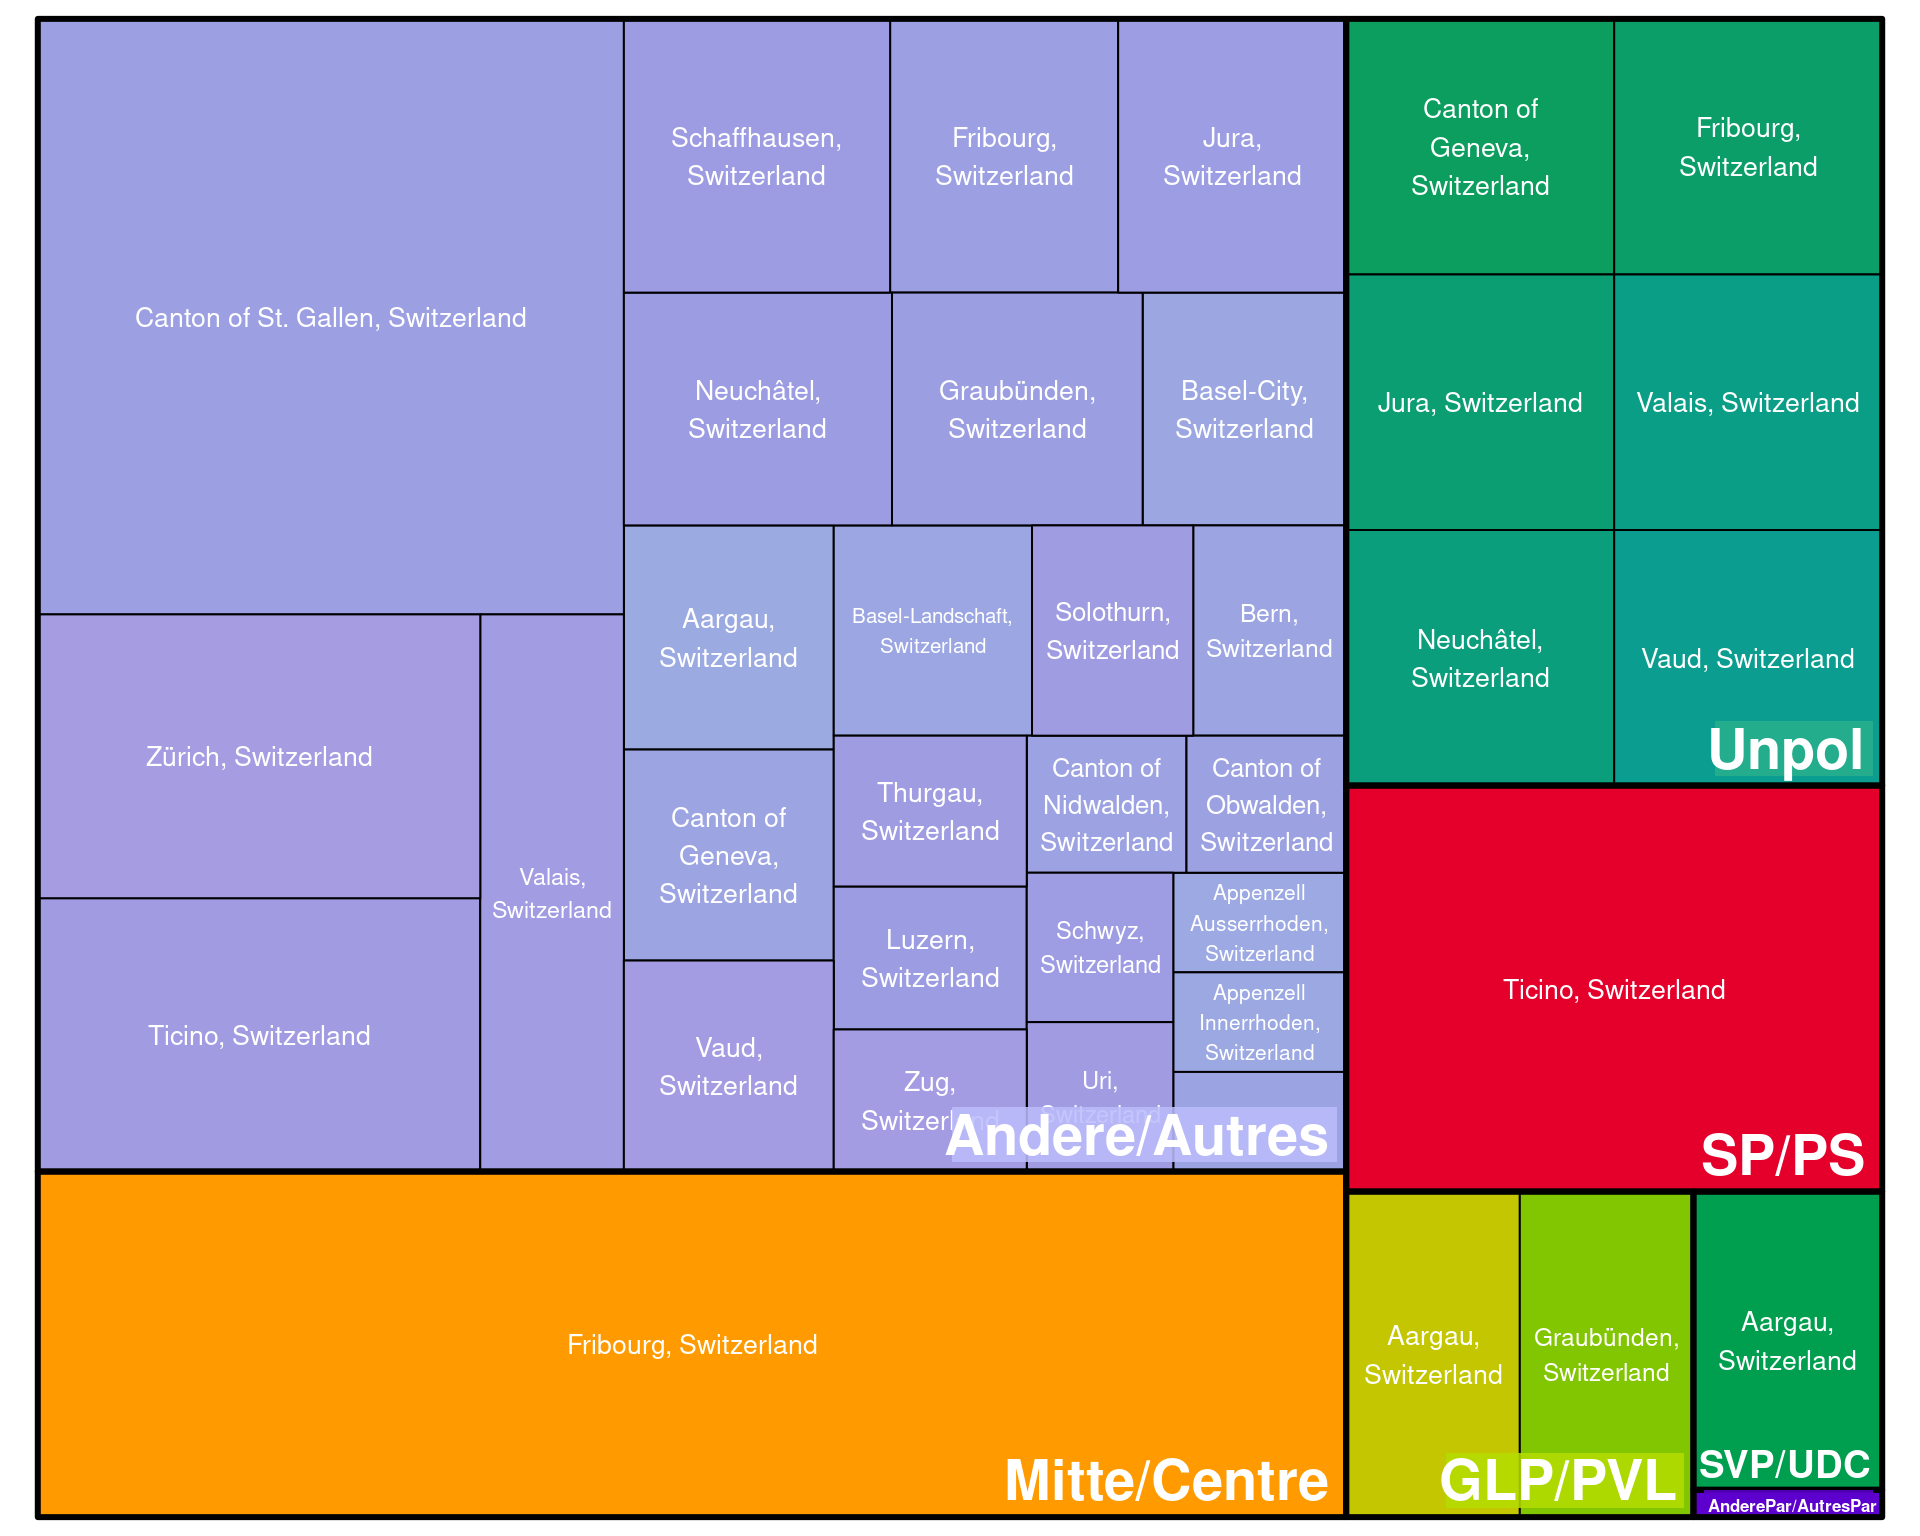 Canton of St. Gallen, Switzerland
Schaffhausen,
Switzerland
Fribourg,
Switzerland
Jura,
Switzerland
Neuchâtel,
Switzerland
Graubünden,
Switzerland
Basel-City,
Switzerland
Zürich, Switzerland
Ticino, Switzerland
Valais,
Switzerland
Aargau,
Switzerland
Basel-Landschaft,
Switzerland
Solothurn,
Switzerland
Bern,
Switzerland
Canton of
Geneva,
Switzerland
Vaud,
Switzerland
Thurgau,
Switzerland
Luzern,
Switzerland
Zug,
Switzerland
Canton of
Nidwalden,
Switzerland
Canton of
Obwalden,
Switzerland
Schwyz,
Switzerland
Uri,
Switzerland
Appenzell
Ausserrhoden,
Switzerland
Appenzell
Innerrhoden,
Switzerland
Andere/Autres
Fribourg, Switzerland
Mitte/Centre
Canton of
Geneva,
Switzerland
Fribourg,
Switzerland
Jura, Switzerland
Valais, Switzerland
Neuchâtel,
Switzerland
Vaud, Switzerland
Unpol
Ticino, Switzerland
SP/PS
Aargau,
Switzerland
Graubünden,
Switzerland
GLP/PVL
Aargau,
Switzerland
SVP/UDC
AnderePar/AutresPar